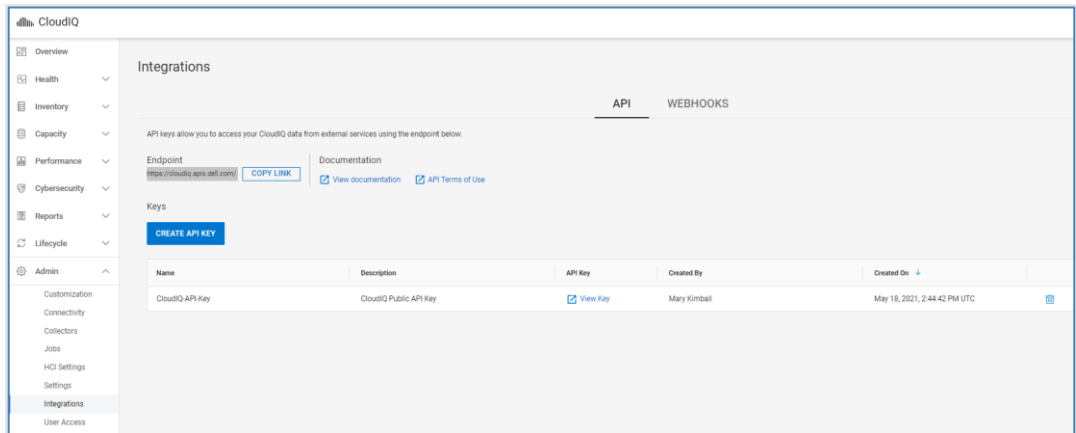 CloudIQ
Overview
Health
Inventory
Capacity
Performance
Cybersecurity
Reports
Lifecycle
Admin
Customization
Connectivity
Collectors
Jobs
HCI Settings
Settings
Integrations
User Access
Integrations
API WEBHOOKS
API keys allow you to access your CloudIQ data from external services using the endpoint below.
Endpoint Documentation
https://cloudiq.apis.dell.com/ COPY LINK View documentation API Terms of Use
Keys
CREATE API KEY
Name Description API Key Created By Created On
CloudIQ-API-Key CloudIQ Public API Key View Key Mary Kimball May 18, 2021, 2:44:42 PM UTC